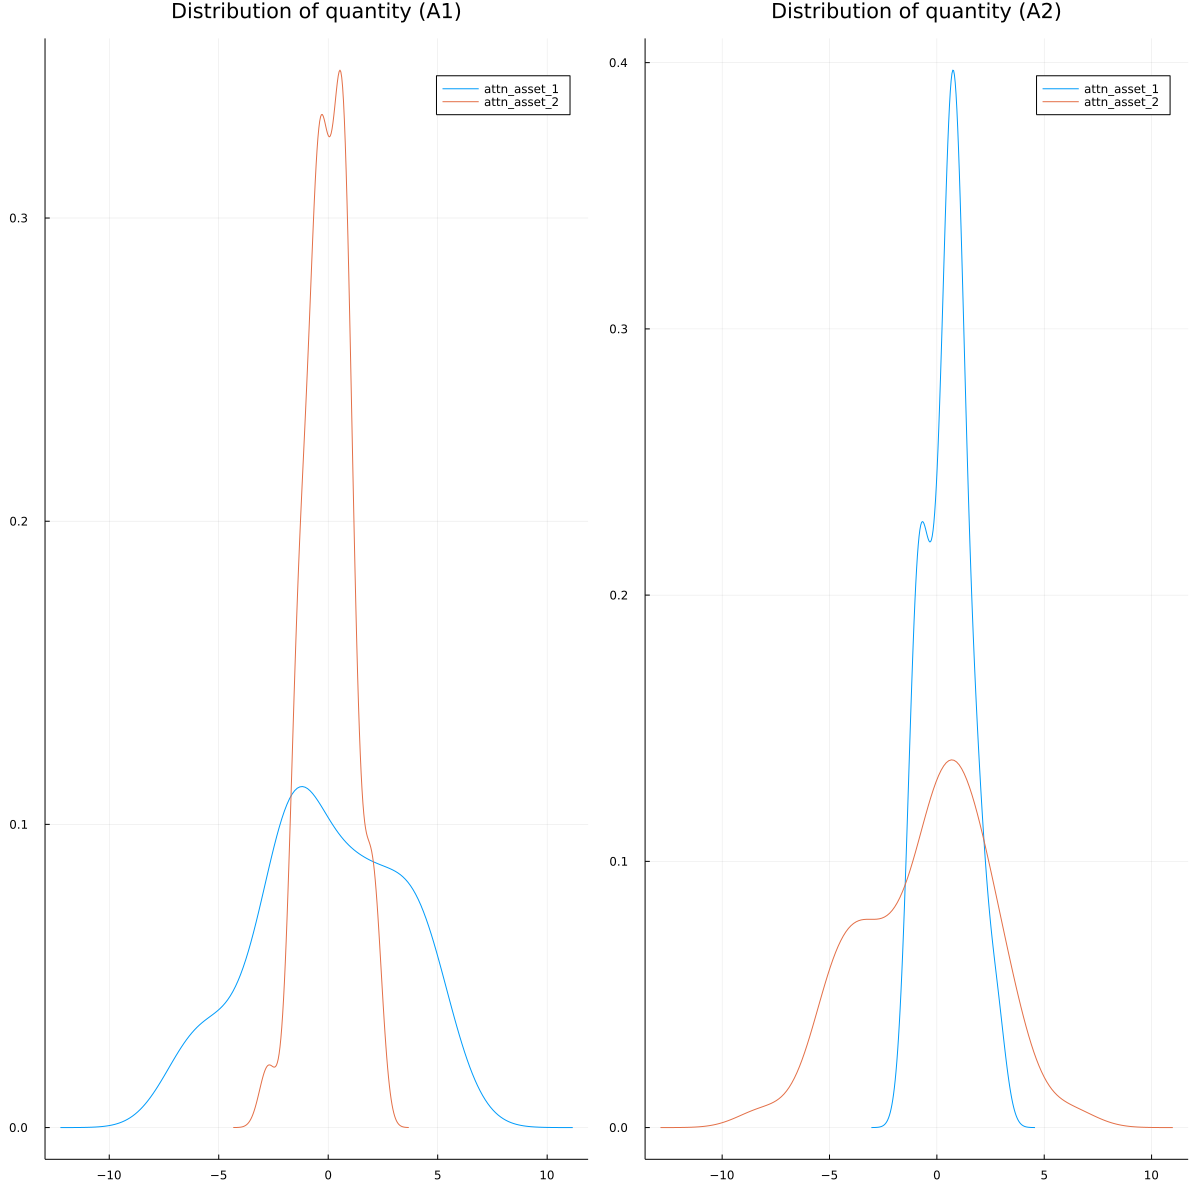 Distribution of quantity (A1)
attn_asset_1
attn_asset_2
0.3
0.2
0.1
0.0
−10 −5 0 5 10
Distribution of quantity (A2)
attn_asset_1
attn_asset_2
0.4
0.3
0.2
0.1
0.0
−10 −5 0 5 10